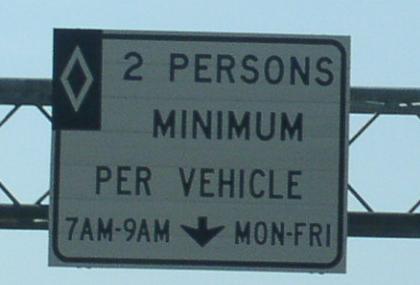 2 PERSONS
MINIMUM
PER VEHICLE
7AM-9AM MON-FRI